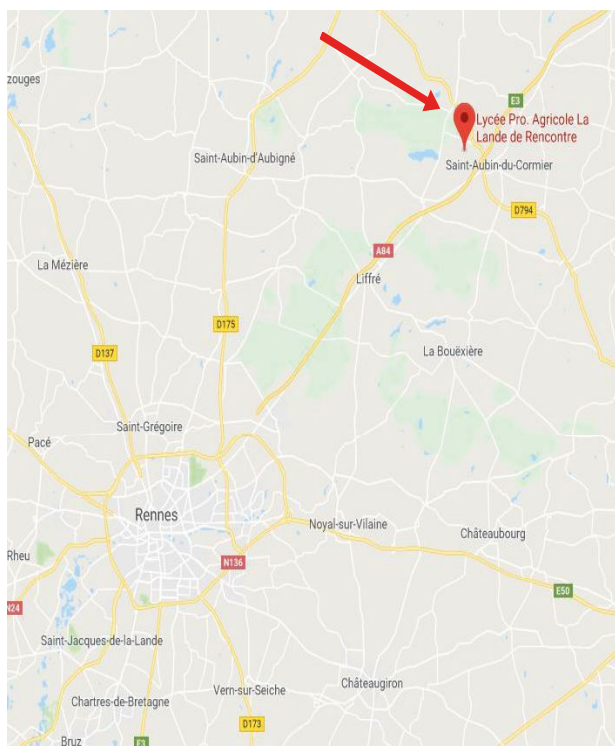 zouges
E3
Lycée Pro. Agricole La
Lande de Rencontre
Saint-Aubin-d'Aubigné
Saint-Aubin-du-Cormier
D794
A84
La Mézière
Liffré
D175
D137
La Bouëxière
Saint-Grégoire
Pacé
Rennes
Noyal-sur-Vilaine
Châteaubourg
Rheu
N136
E50
N24
Saint-Jacques-de-la-Lande
Châteaugiron
Vern-sur-Seiche
Chartres-de-Bretagne
D173
Bruz
E3